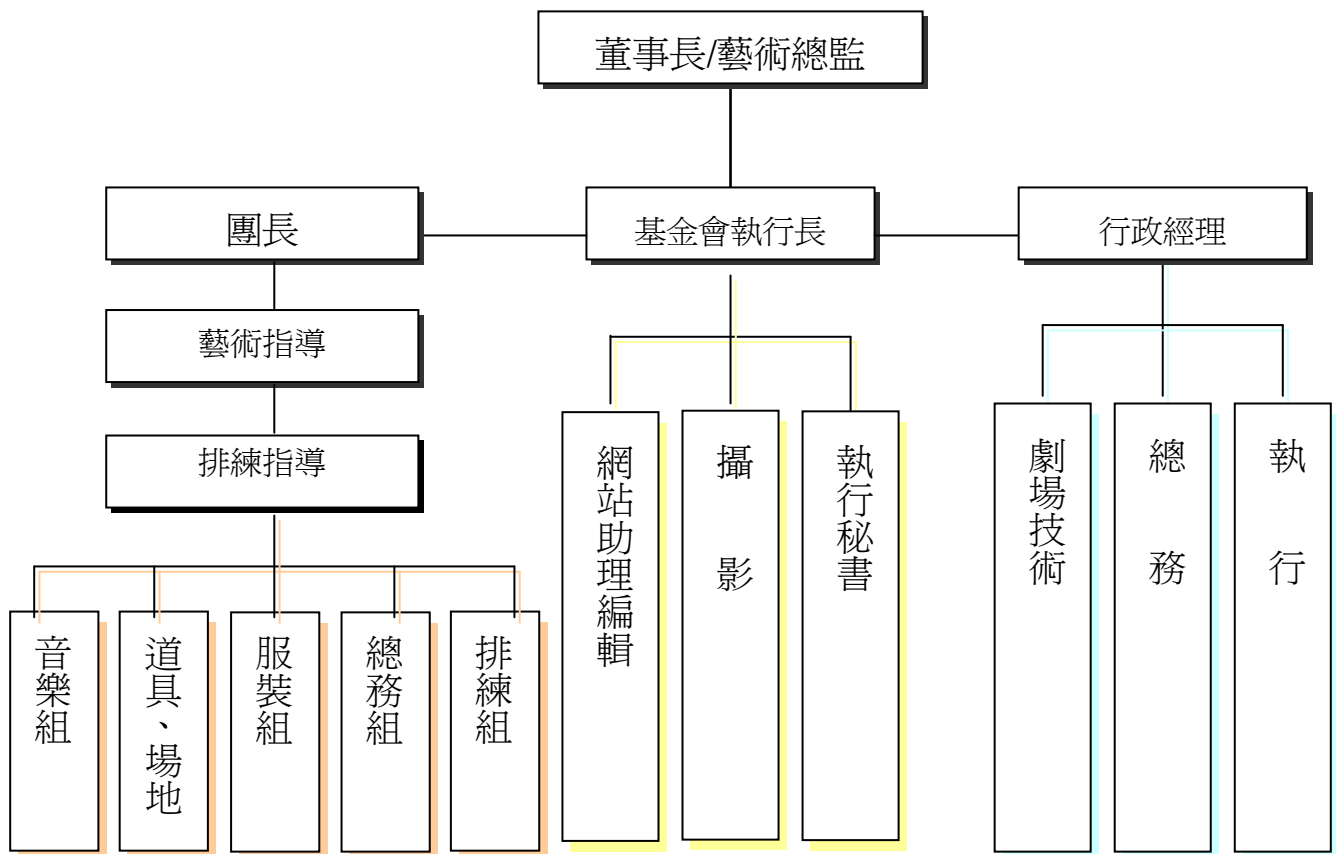 董事長/藝術總監
團長
基金會執行長
行政經理
藝術指導
排練指導
音樂組
道具、場地
服裝組
總務組
排練組
網站助理編輯
攝影
執行秘書
劇場技術
總務
執行